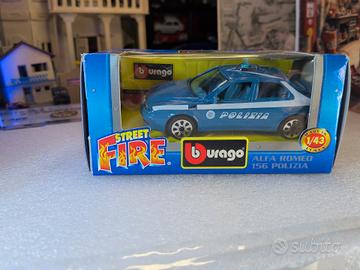 burago
POLIZIA
STREET
FIRE
burago
ALFA ROMEO
156 POLIZIA
1/43
Subito